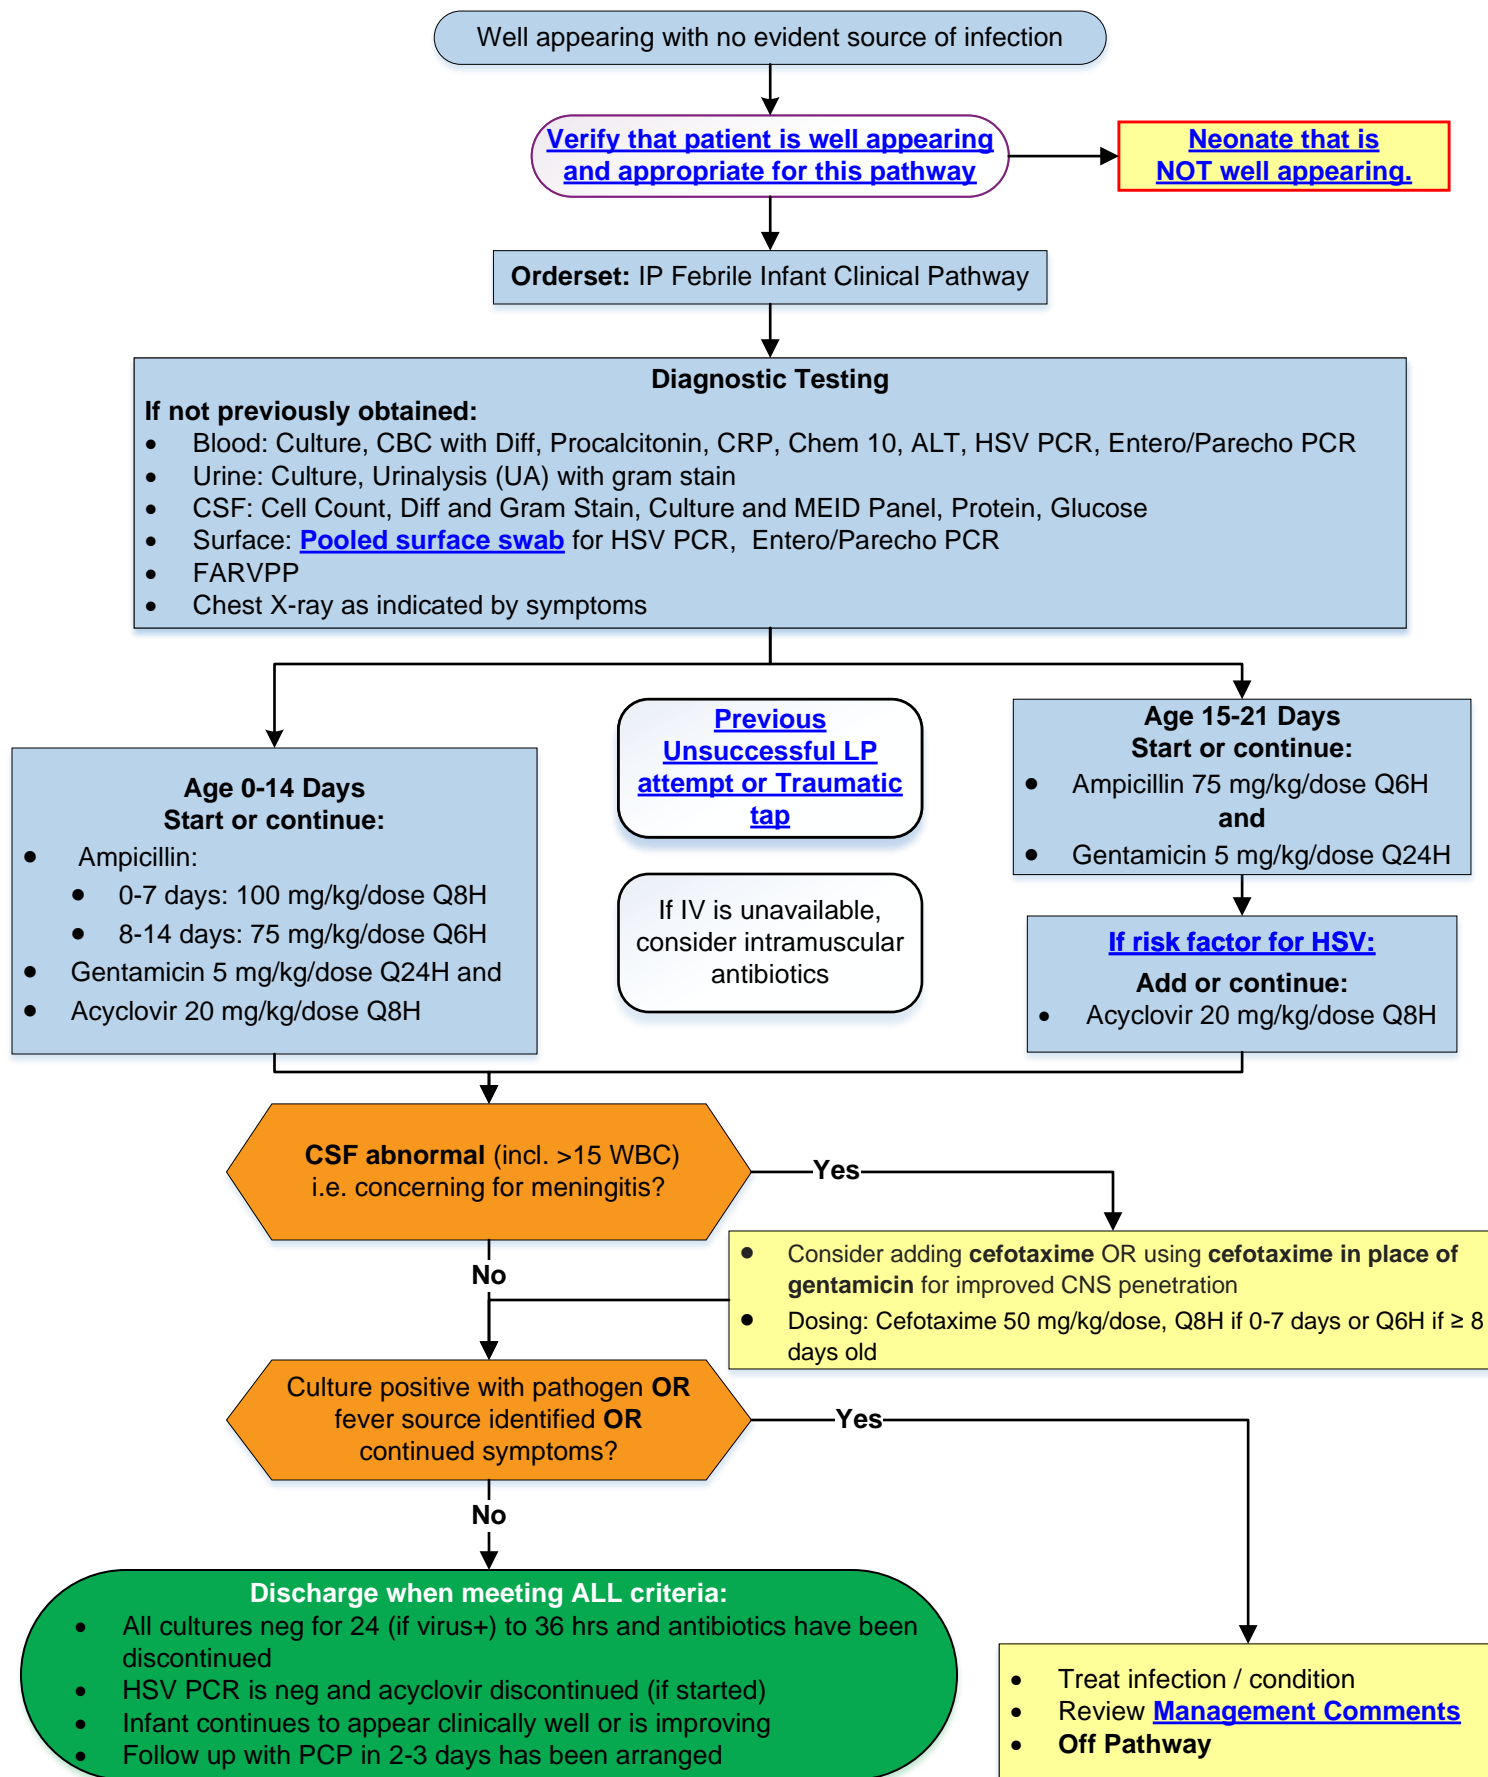 Well appearing with no evident source of infection
Verify that patient is well appearing
and appropriate for this pathway
Neonate that is
NOT well appearing.
Orderset: IP Febrile Infant Clinical Pathway
Diagnostic Testing
If not previously obtained:
• Blood: Culture, CBC with Diff, Procalcitonin, CRP, Chem 10, ALT, HSV PCR, Entero/Parecho PCR
• Urine: Culture, Urinalysis (UA) with gram stain
• CSF: Cell Count, Diff and Gram Stain, Culture and MEID Panel, Protein, Glucose
• Surface: Pooled surface swab for HSV PCR, Entero/Parecho PCR
• FARVPP
• Chest X-ray as indicated by symptoms
Age 0-14 Days
Start or continue:
• Ampicillin:
• 0-7 days: 100 mg/kg/dose Q8H
• 8-14 days: 75 mg/kg/dose Q6H
• Gentamicin 5 mg/kg/dose Q24H and
• Acyclovir 20 mg/kg/dose Q8H
Previous
Unsuccessful LP
attempt or Traumatic
tap
If IV is unavailable,
consider intramuscular
antibiotics
Age 15-21 Days
Start or continue:
• Ampicillin 75 mg/kg/dose Q6H
and
• Gentamicin 5 mg/kg/dose Q24H
If risk factor for HSV:
Add or continue:
• Acyclovir 20 mg/kg/dose Q8H
CSF abnormal (incl. >15 WBC)
i.e. concerning for meningitis?
Yes
No
• Consider adding cefotaxime OR using cefotaxime in place of
gentamicin for improved CNS penetration
• Dosing: Cefotaxime 50 mg/kg/dose, Q8H if 0-7 days or Q6H if ≥ 8
days old
Culture positive with pathogen OR
fever source identified OR
continued symptoms?
Yes
No
Discharge when meeting ALL criteria:
• All cultures neg for 24 (if virus+) to 36 hrs and antibiotics have been
discontinued
• HSV PCR is neg and acyclovir discontinued (if started)
• Infant continues to appear clinically well or is improving
• Follow up with PCP in 2-3 days has been arranged
• Treat infection / condition
• Review Management Comments
• Off Pathway